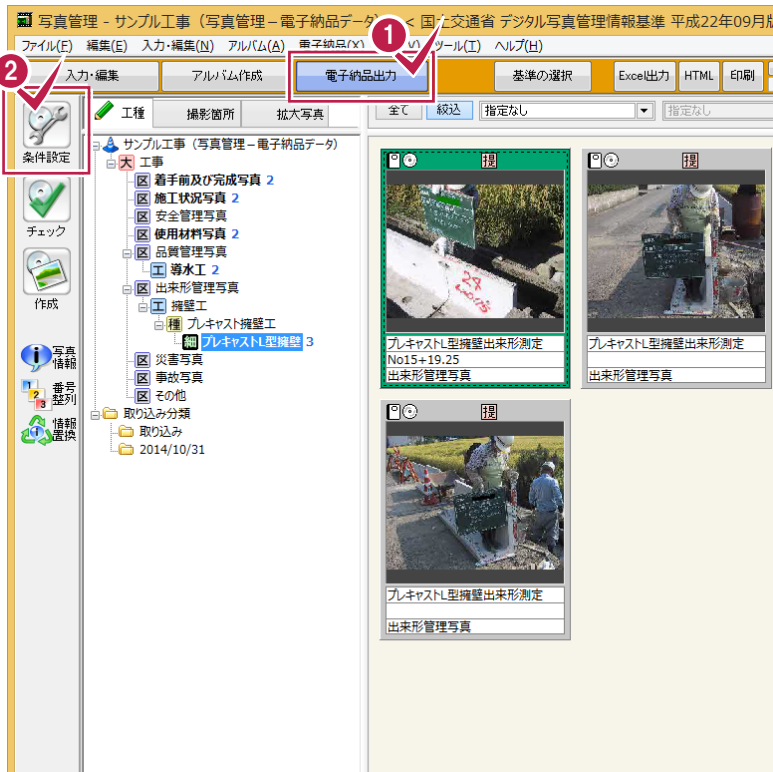 写真管理 - サンプル工事（写真管理－電子納品データ） < 国土交通省 デジタル写真管理情報基準 平成22年09月版
ファイル(F) 編集(E) 入力・編集(N) アルバム(A) 電子納品(X) ツール(T) ヘルプ(H)
1
2
入力・編集 アルバム作成 電子納品出力 基準の選択 Excel出力 HTML 印刷
条件設定
チェック
作成
写真情報
番号整列
情報置換
工種 撮影箇所 拡大写真
全て 絞込 指定なし 指定なし
サンプル工事（写真管理－電子納品データ）
大 工事
区 着手前及び完成写真 2
区 施工状況写真 2
区 安全管理写真
区 使用材料写真 2
区 品質管理写真
工 導水工 2
区 出来形管理写真
工 擁壁工
種 プレキャスト擁壁工
細 プレキャストL型擁壁 3
区 災害写真
区 事故写真
区 その他
取り込み分類
取り込み
2014/10/31
提
24
プレキャストL型擁壁出来形測定
No15+19.25
出来形管理写真
提
プレキャストL型擁壁出来形測定
出来形管理写真
提
プレキャストL型擁壁出来形測定
出来形管理写真